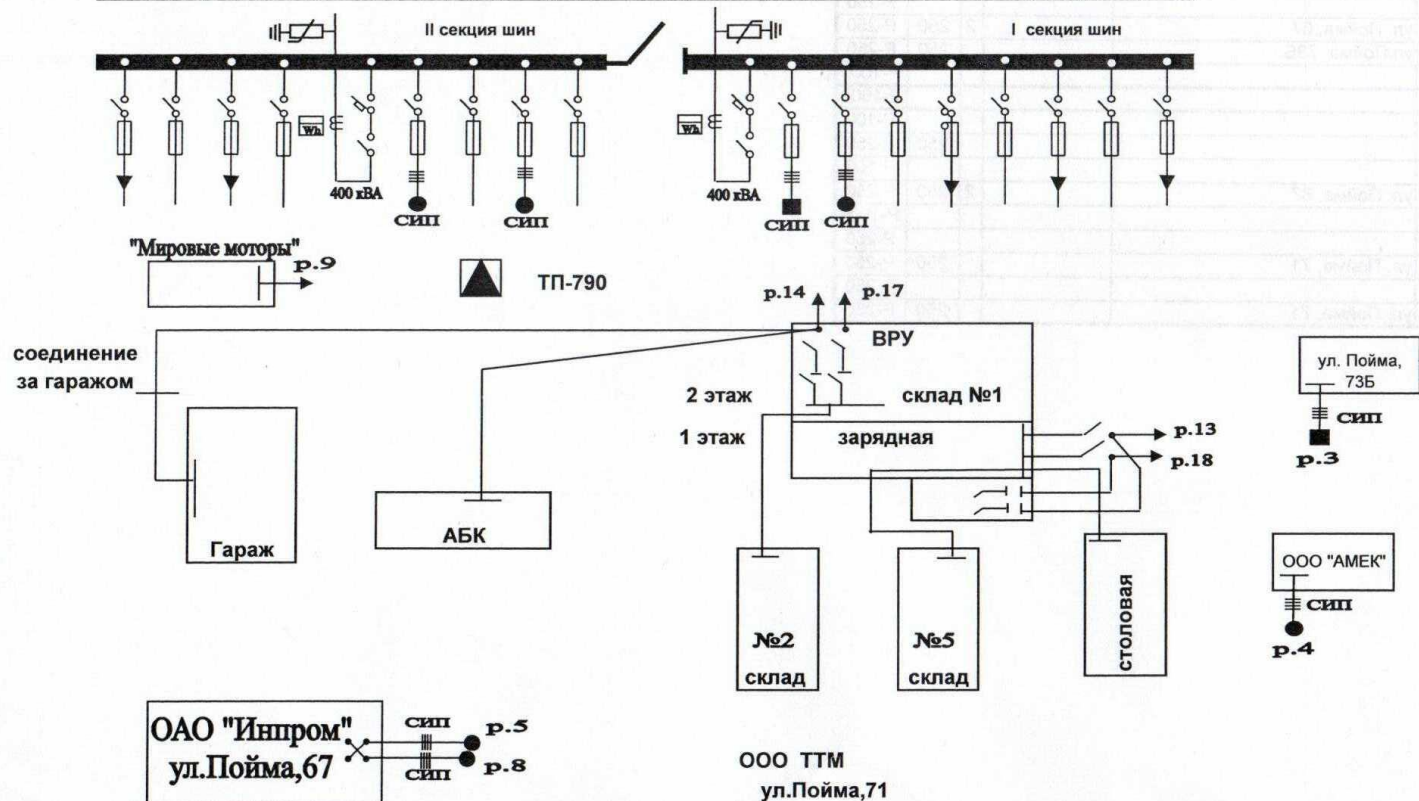 II секция шин
I секция шин
Wh
Wh
400 кВА
СИП
СИП
400 кВА
СИП
СИП
"Мировые моторы"
р.9
ТП-790
р.14
р.17
ВРУ
соединение
за гаражом
2 этаж
склад №1
1 этаж
зарядная
р.13
р.18
ул. Пойма,
73Б
СИП
р.3
Гараж
АБК
№2
склад
№5
склад
столовая
ООО "АМЕК"
СИП
р.4
ОАО "Инпром"
ул.Пойма,67
СИП
р.5
СИП
р.8
ООО ТТМ
ул.Пойма,71